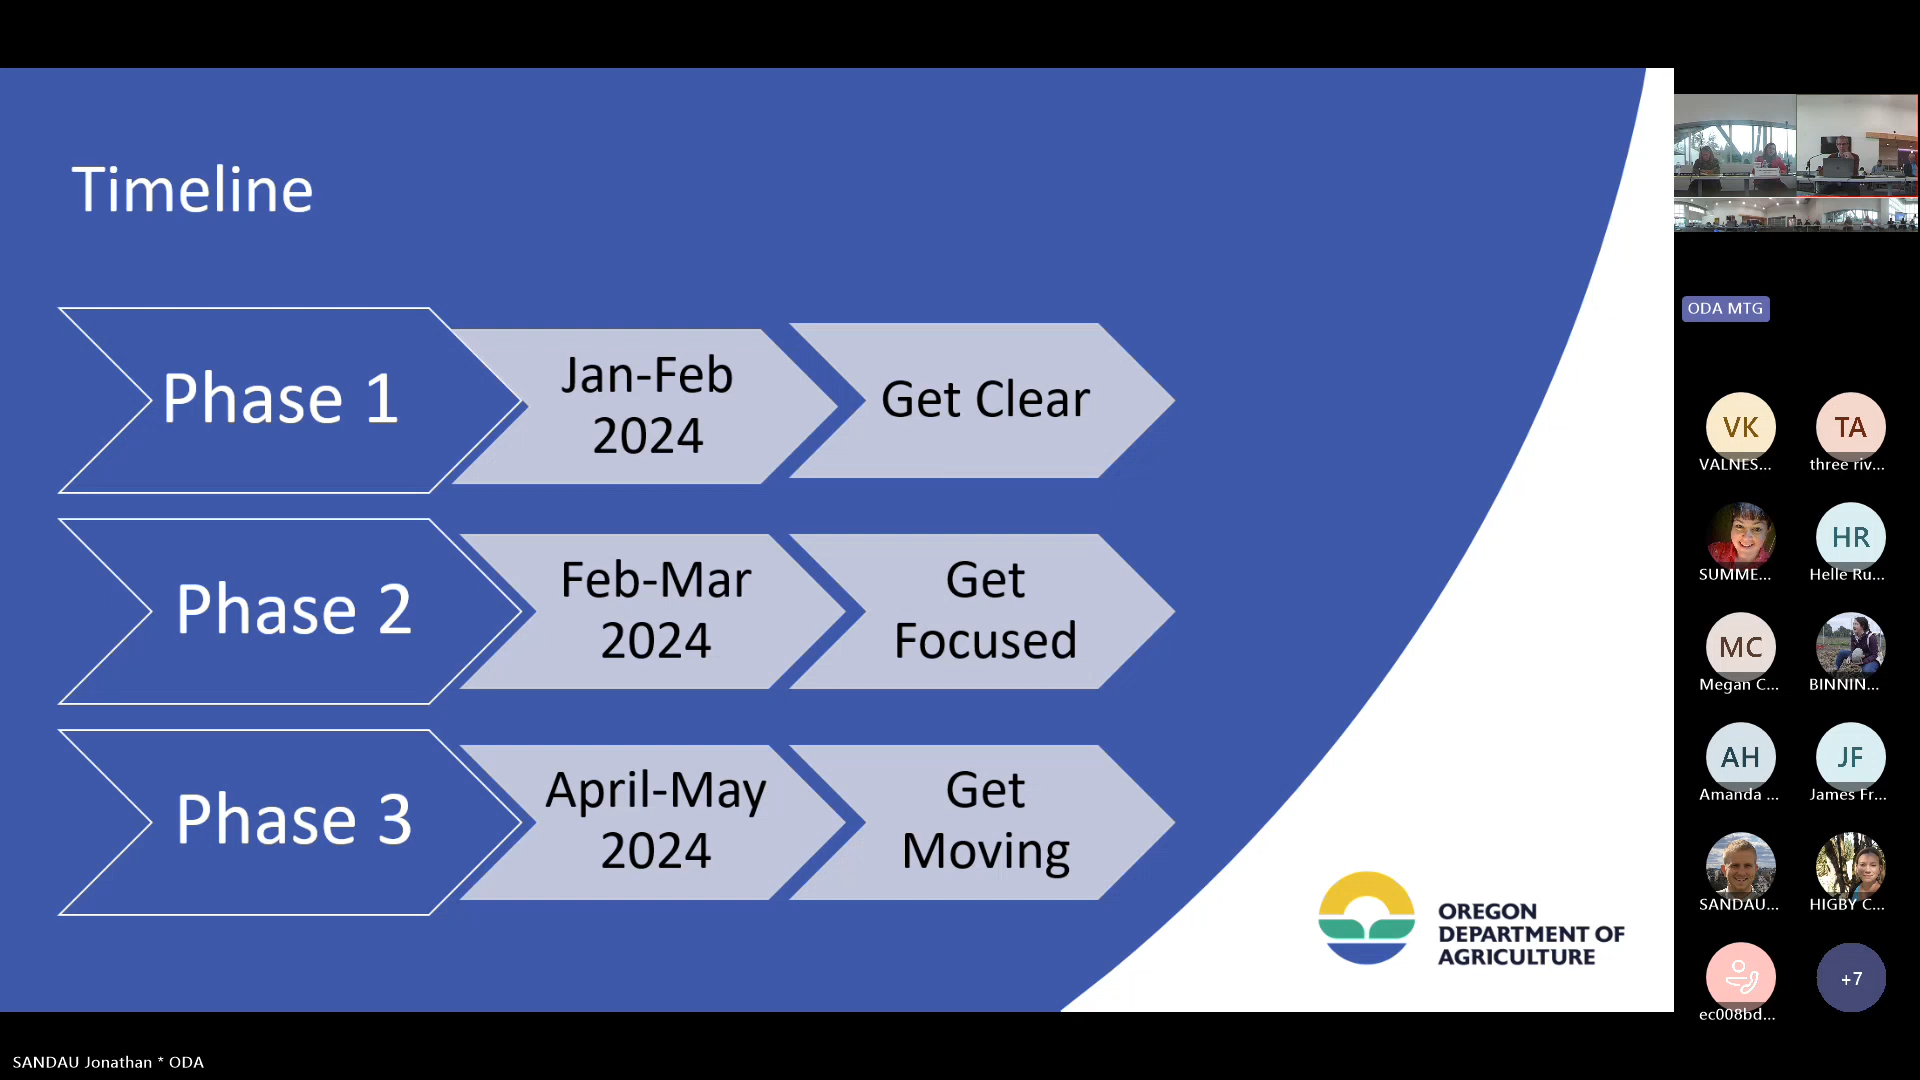 Timeline
Phase 1
Jan-Feb
2024
Get Clear
Phase 2
Feb-Mar
2024
Get
Focused
Phase 3
April-May
2024
Get
Moving
OREGON
DEPARTMENT OF
AGRICULTURE
ODA MTG
VK
VALNES...
TA
three riv...
SUMME...
HR
Helle Ru...
MC
Megan C...
BINNIN...
AH
Amanda ...
JF
James Fr...
SANDAU...
HIGBY C...
ec008bd...
+7
SANDAU Jonathan * ODA